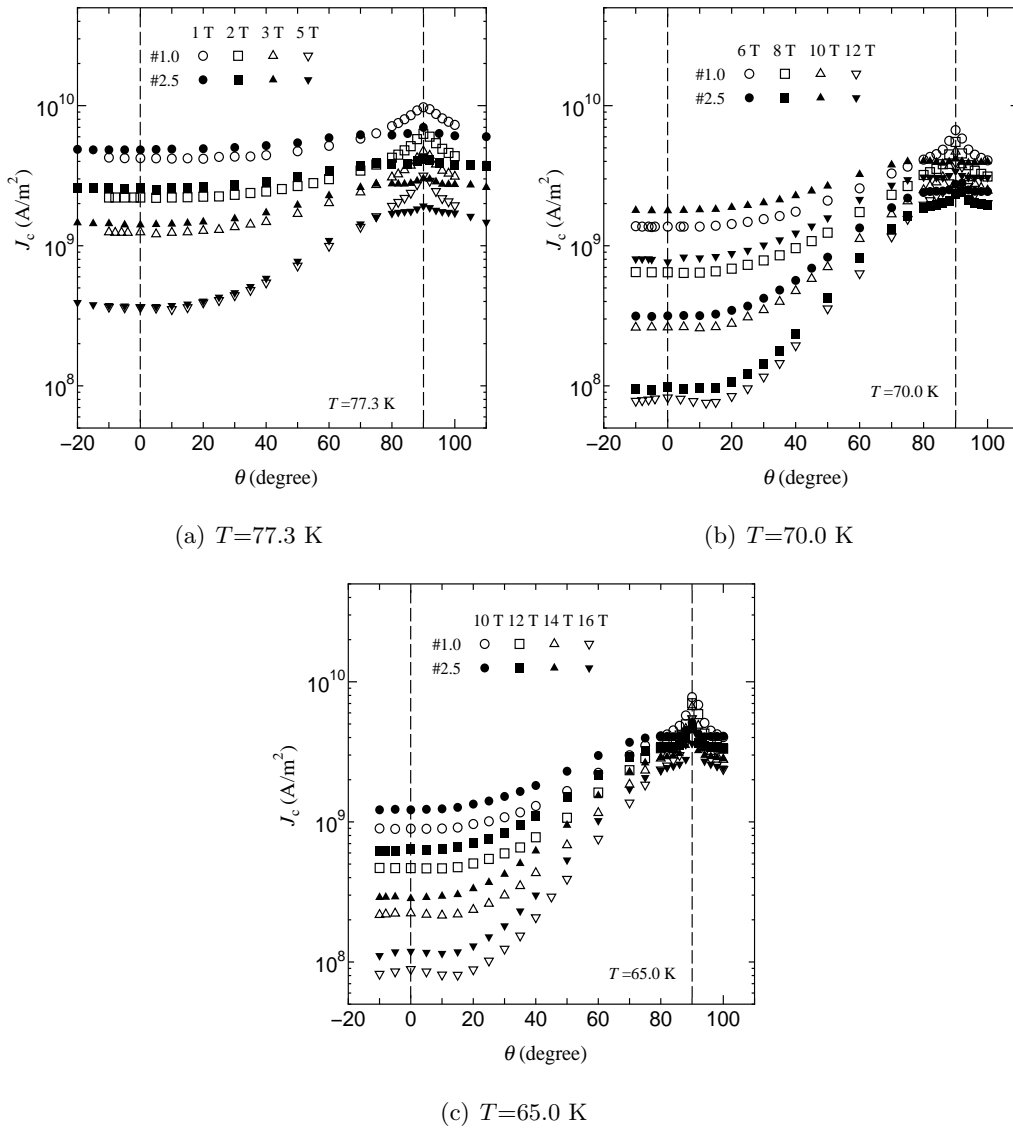 1 T 2 T 3 T 5 T
#1.0
#2.5
10^10
10^9
10^8
J_c (A/m^2)
T =77.3 K
−20 0 20 40 60 80 100
θ (degree)
(a) T=77.3 K
6 T 8 T 10 T 12 T
#1.0
#2.5
10^10
10^9
10^8
J_c (A/m^2)
T =70.0 K
−20 0 20 40 60 80 100
θ (degree)
(b) T=70.0 K
10 T 12 T 14 T 16 T
#1.0
#2.5
10^10
10^9
10^8
J_c (A/m^2)
T =65.0 K
−20 0 20 40 60 80 100
θ (degree)
(c) T=65.0 K